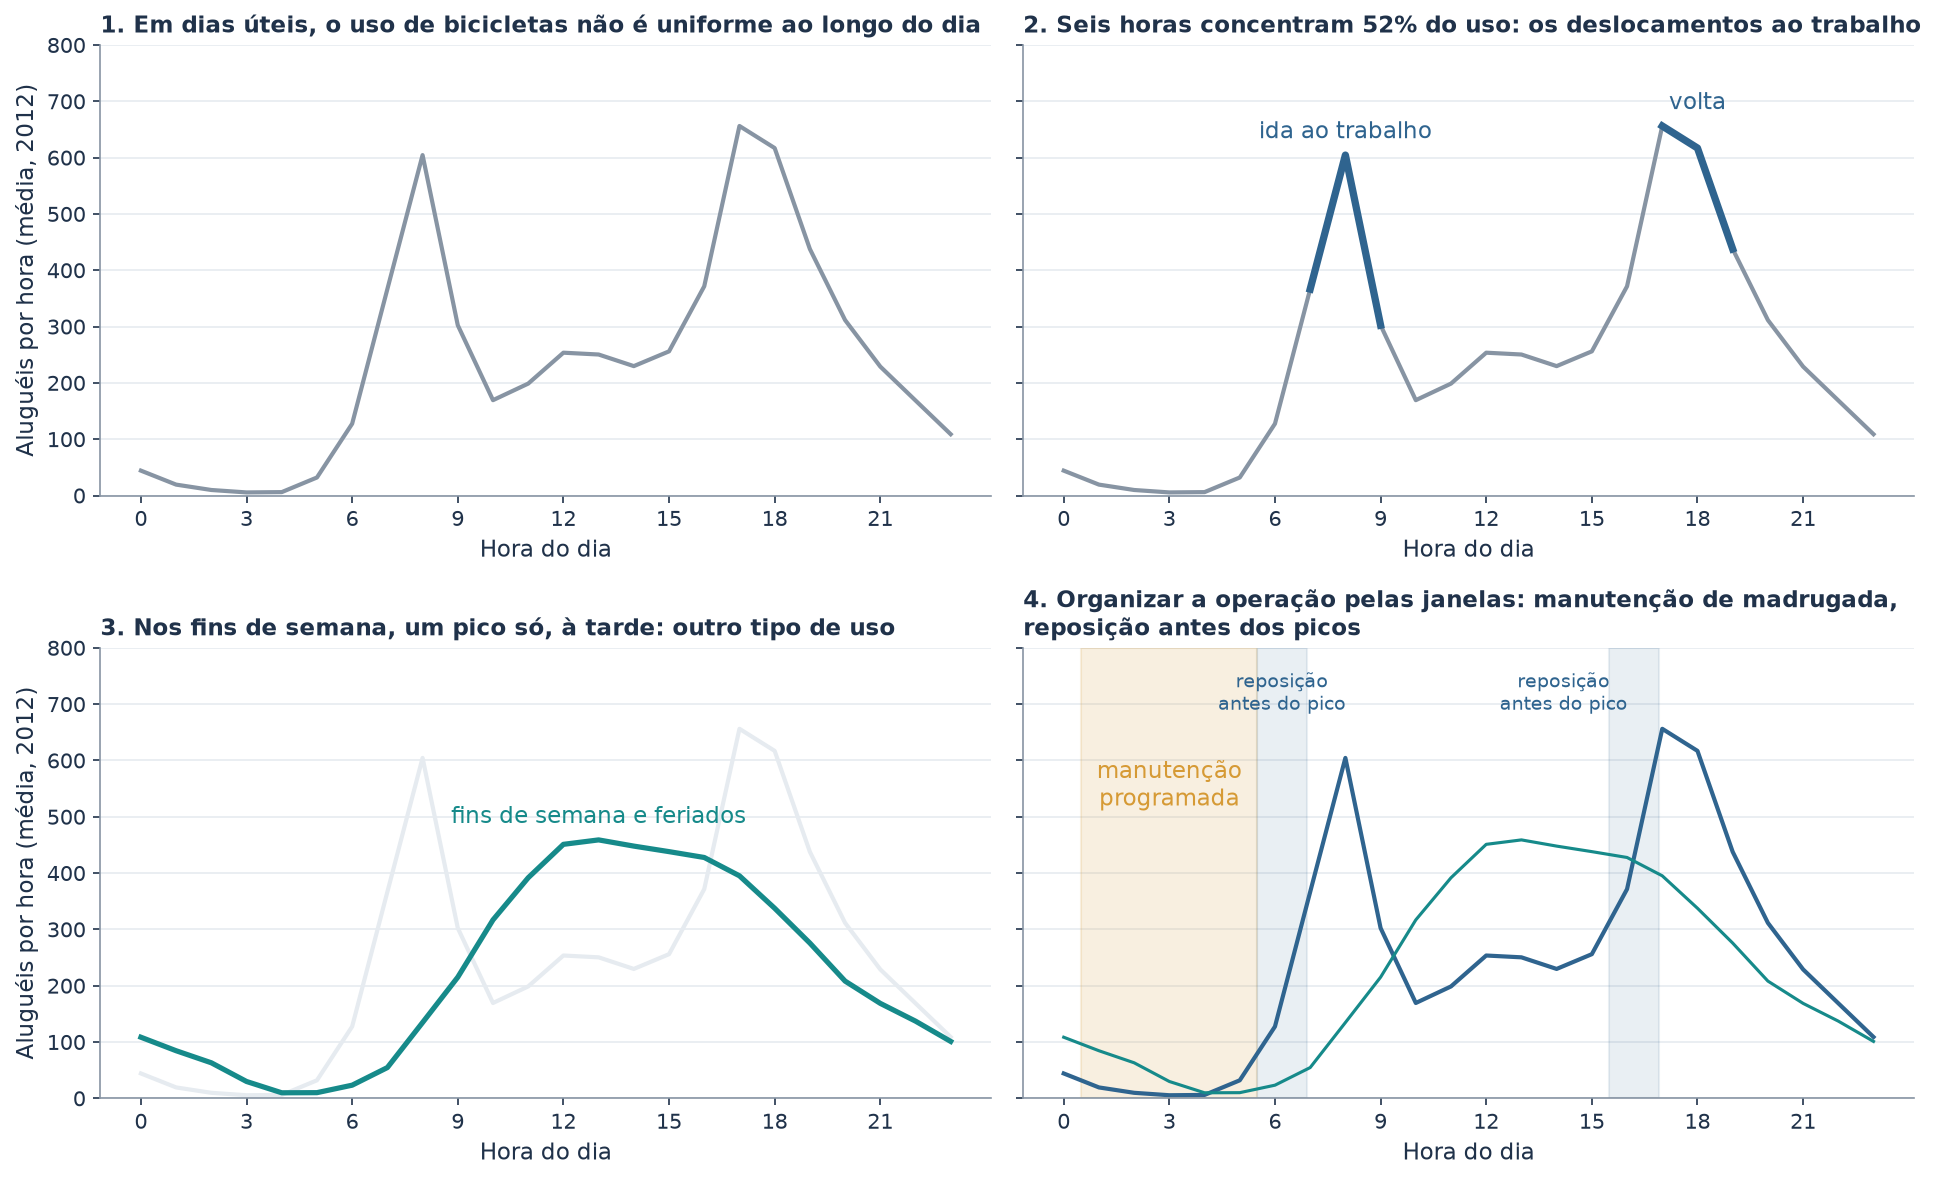 1. Em dias úteis, o uso de bicicletas não é uniforme ao longo do dia
800
700
600
500
400
300
200
100
0
Aluguéis por hora (média, 2012)
0 3 6 9 12 15 18 21
Hora do dia
2. Seis horas concentram 52% do uso: os deslocamentos ao trabalho
volta
ida ao trabalho
0 3 6 9 12 15 18 21
Hora do dia
3. Nos fins de semana, um pico só, à tarde: outro tipo de uso
800
700
600
500
400
300
200
100
0
Aluguéis por hora (média, 2012)
fins de semana e feriados
0 3 6 9 12 15 18 21
Hora do dia
4. Organizar a operação pelas janelas: manutenção de madrugada,
reposição antes dos picos
reposição
antes do pico
reposição
antes do pico
manutenção
programada
0 3 6 9 12 15 18 21
Hora do dia